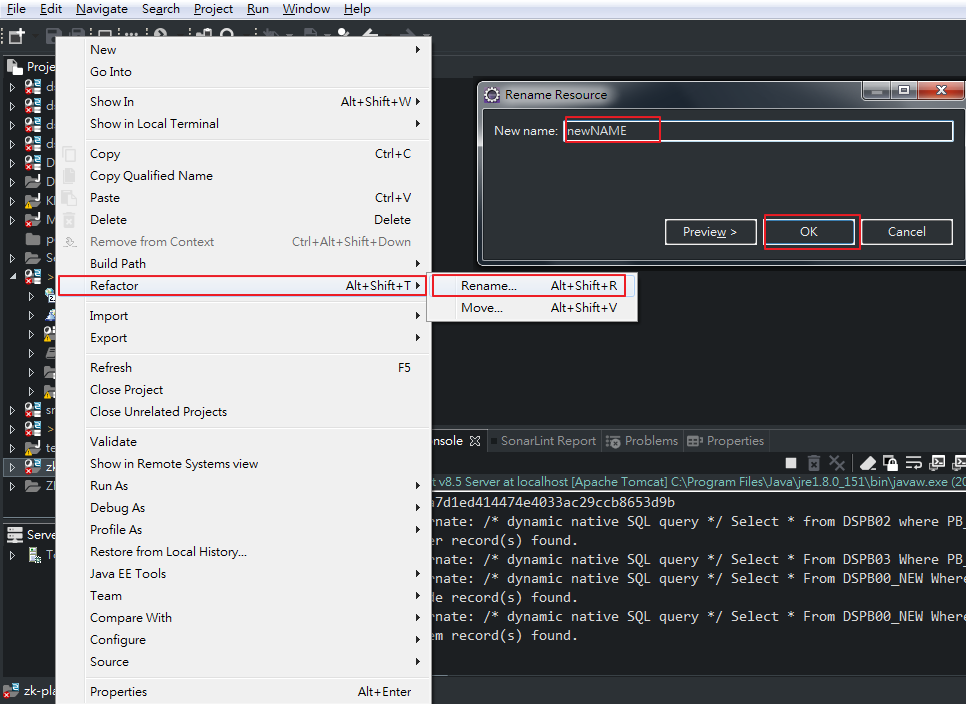 File Edit Navigate Search Project Run Window Help
New
Go Into
Show In Alt+Shift+W
Show in Local Terminal
Copy Ctrl+C
Copy Qualified Name
Paste Ctrl+V
Delete Delete
Remove from Context Ctrl+Alt+Shift+Down
Build Path
Refactor Alt+Shift+T
Import
Export
Refresh F5
Close Project
Close Unrelated Projects
Validate
Show in Remote Systems view
Run As
Debug As
Profile As
Restore from Local History...
Java EE Tools
Team
Compare With
Configure
Source
Properties Alt+Enter
Rename... Alt+Shift+R
Move... Alt+Shift+V
Rename Resource
New name: newNAME
Preview >
OK
Cancel
SonarLint Report Problems Properties
v8.5 Server at localhost [Apache Tomcat] C:\Program Files\Java\jre1.8.0_151\bin\javaw.exe (20
a7d1ed414474e4033ac29ccb8653d9b
rnate: /* dynamic native SQL query */ Select * from DSPB02 where PB_
er record(s) found.
rnate: /* dynamic native SQL query */ Select * From DSPB03 Where PB_
rnate: /* dynamic native SQL query */ Select * From DSPB00_NEW Where
de record(s) found.
rnate: /* dynamic native SQL query */ Select * From DSPB00_NEW Where
em record(s) found.